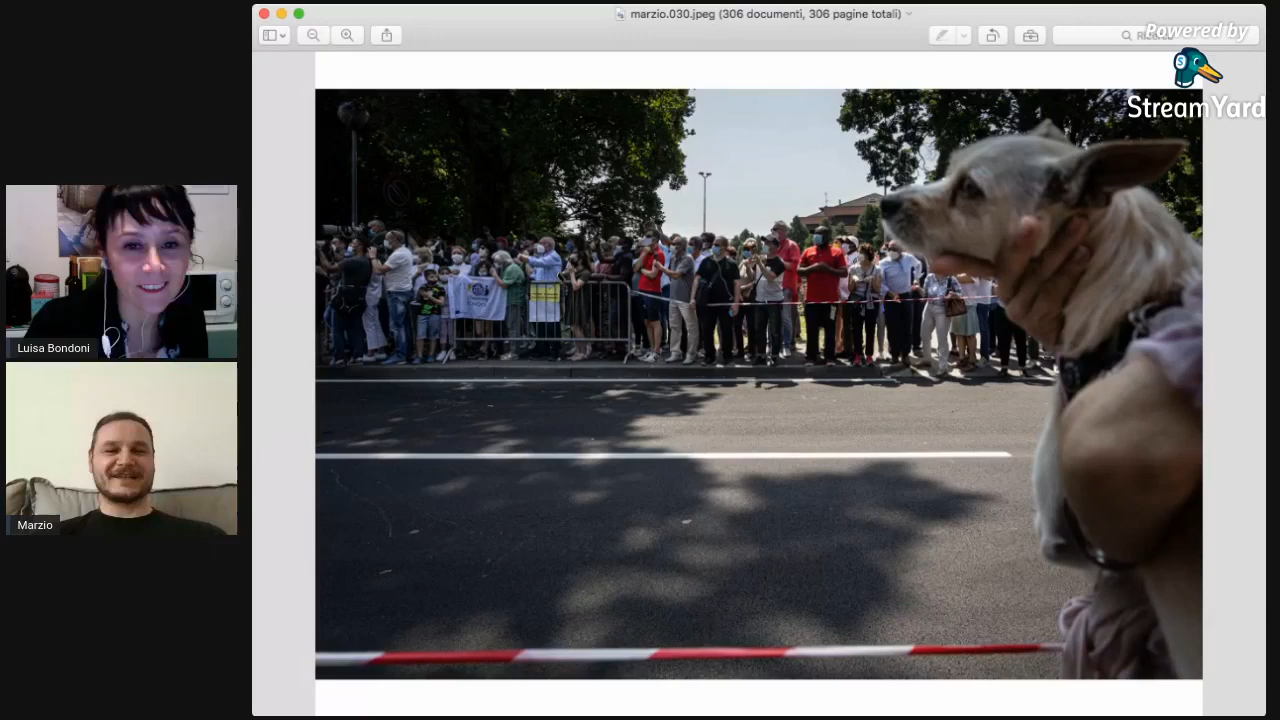 marzio.030.jpeg (306 documenti, 306 pagine totali)
Powered by
StreamYard
Luisa Bondoni
Marzio